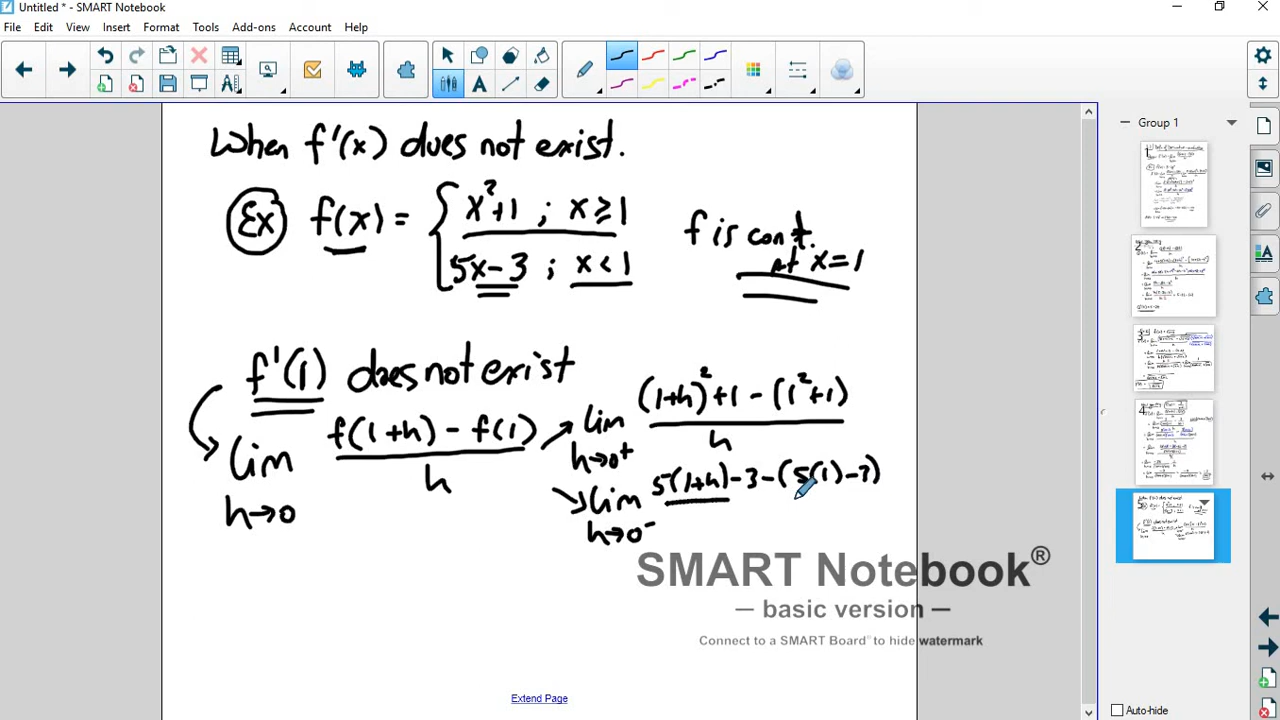 Untitled * - SMART Notebook
File Edit View Insert Format Tools Add-ons Account Help
Group 1
When f'(x) does not exist.
Ex f(x) = { x²+1 ; x ≥ 1
5x-3 ; x < 1
f is cont.
at x=1
f'(1) does not exist
lim h→0 f(1+h) - f(1) / h
lim h→0⁺ (1+h)²+1 - (1²+1) / h
lim h→0⁻ 5(1+h)-3-(5(1)-3)
SMART Notebook®
— basic version —
Connect to a SMART Board® to hide watermark
Extend Page
Auto-hide